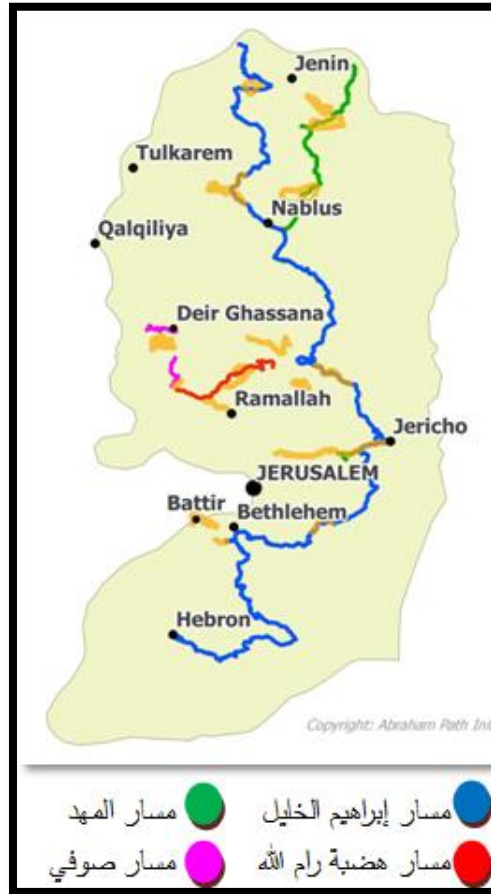 Jenin
Tulkarem
Nablus
Qalqiliya
Deir Ghassana
Ramallah
Jericho
JERUSALEM
Battir
Bethlehem
Hebron
Copyright: Abraham Path Ini
مسار إبراهيم الخليل
مسار المهد
مسار هضبة رام الله
مسار صوفي